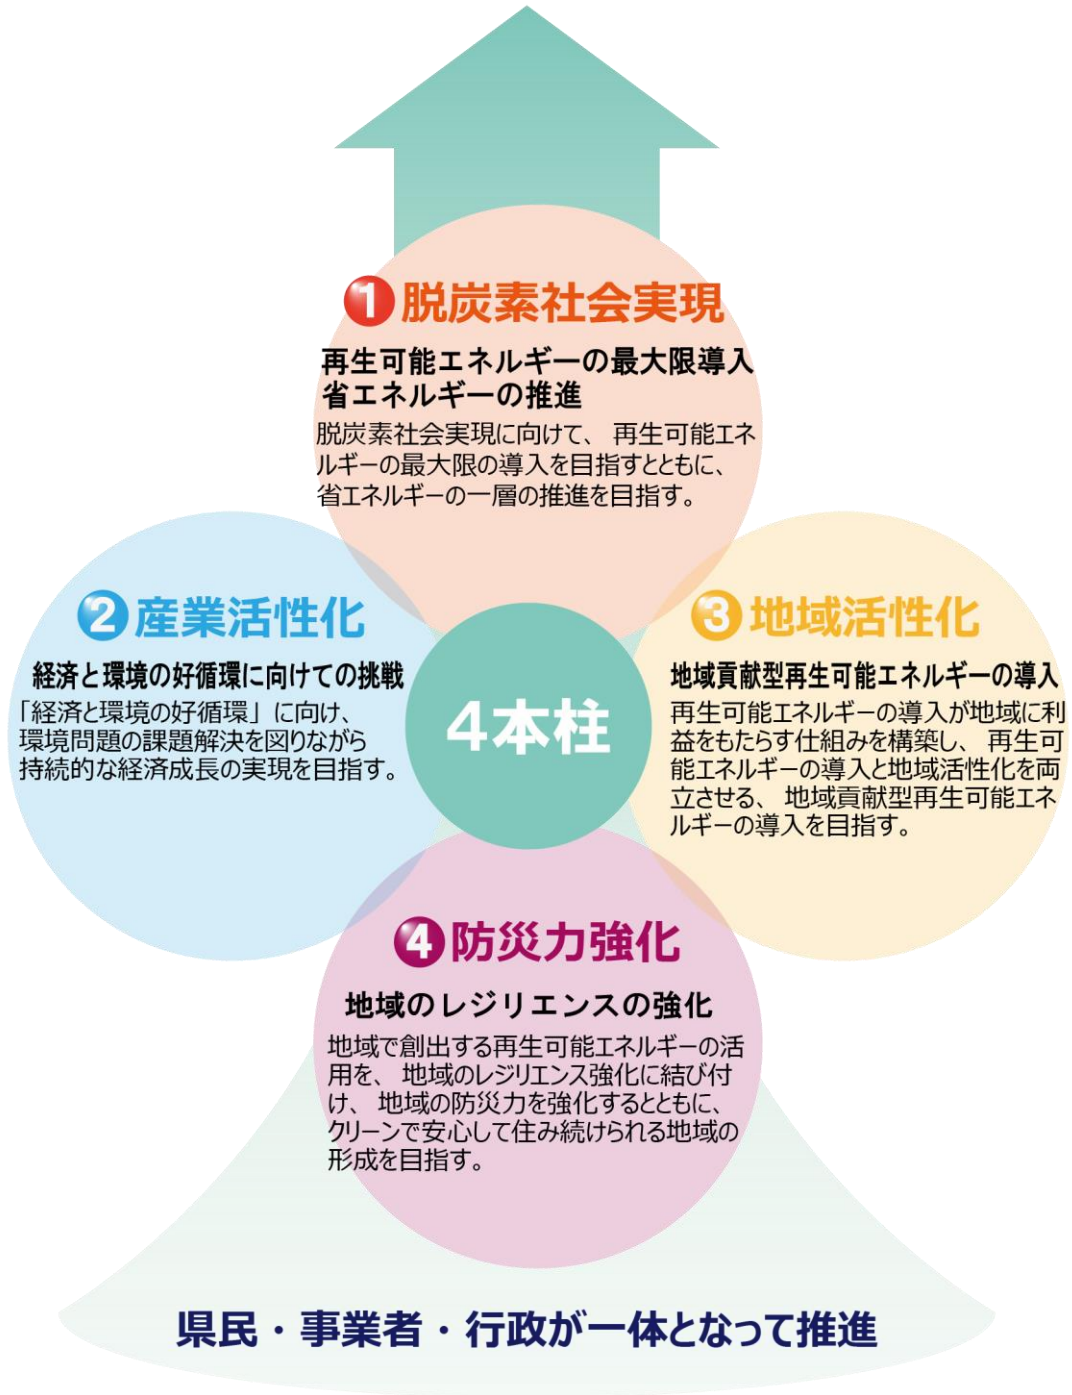 1 脱炭素社会実現
再生可能エネルギーの最大限導入
省エネルギーの推進
脱炭素社会実現に向けて、再生可能エネ
ルギーの最大限の導入を目指すとともに、
省エネルギーの一層の推進を目指す。
2 産業活性化
経済と環境の好循環に向けての挑戦
「経済と環境の好循環」に向け、
環境問題の課題解決を図りながら
持続的な経済成長の実現を目指す。
4本柱
3 地域活性化
地域貢献型再生可能エネルギーの導入
再生可能エネルギーの導入が地域に利
益をもたらす仕組みを構築し、再生可
能エネルギーの導入と地域活性化を両
立させる、地域貢献型再生可能エネ
ルギーの導入を目指す。
4 防災力強化
地域のレジリエンスの強化
地域で創出する再生可能エネルギーの活
用を、地域のレジリエンス強化に結び付
け、地域の防災力を強化するとともに、
クリーンで安心して住み続けられる地域の
形成を目指す。
県民・事業者・行政が一体となって推進